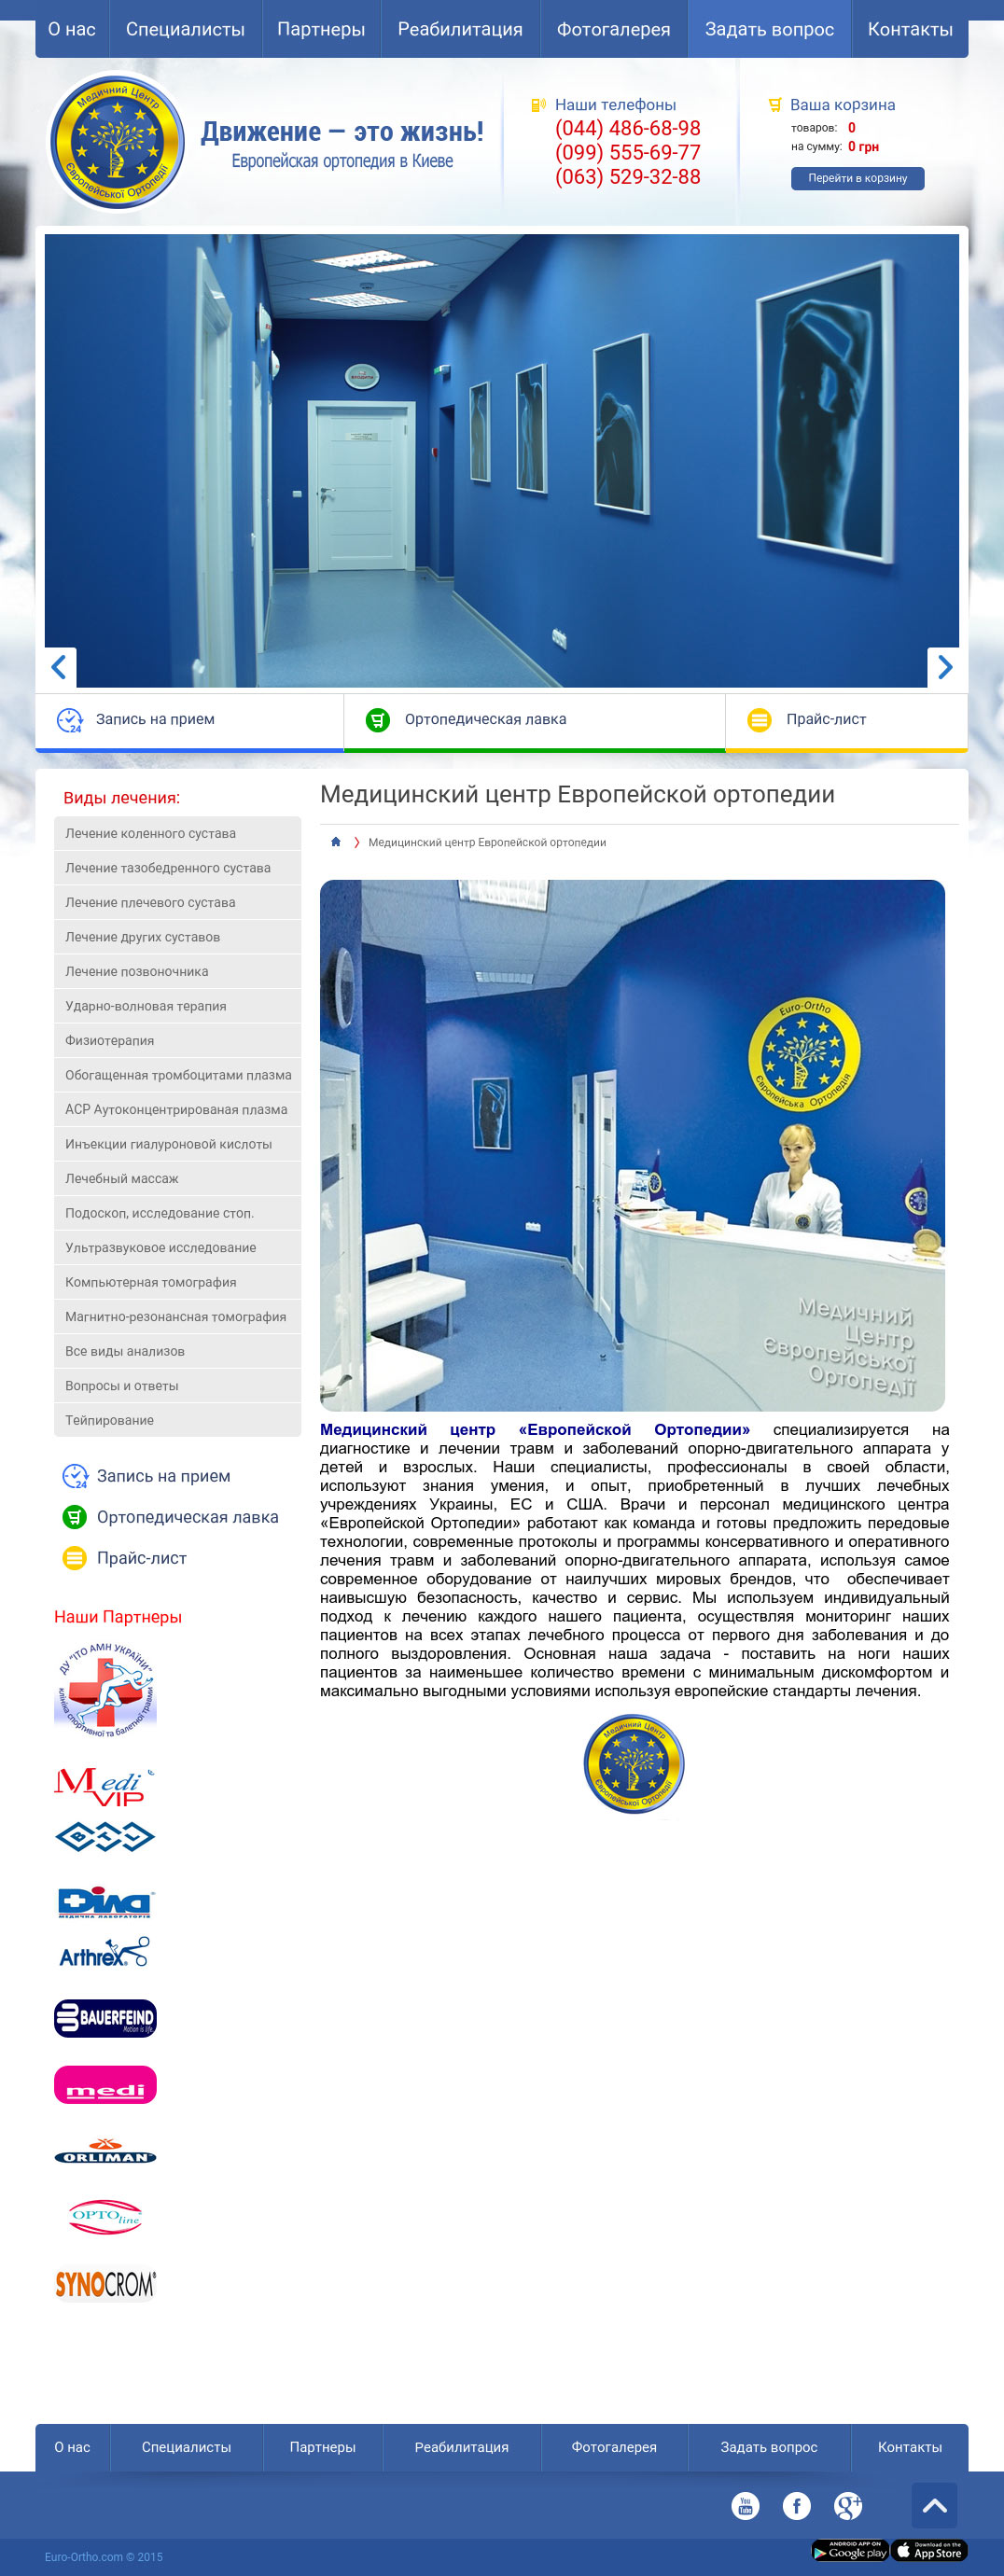 О нас
Специалисты
Партнеры
Реабилитация
Фотогалерея
Задать вопрос
Контакты
Медичний Центр
Європейської Ортопедії
Движение — это жизнь!
Европейская ортопедия в Киеве
Наши телефоны
(044) 486-68-98
(099) 555-69-77
(063) 529-32-88
Ваша корзина
товаров: 0
на сумму: 0 грн
Перейти в корзину
24 Запись на прием
Ортопедическая лавка
Прайс-лист
Виды лечения:
Лечение коленного сустава
Лечение тазобедренного сустава
Лечение плечевого сустава
Лечение других суставов
Лечение позвоночника
Ударно-волновая терапия
Физиотерапия
Обогащенная тромбоцитами плазма
АСР Аутоконцентрированая плазма
Инъекции гиалуроновой кислоты
Лечебный массаж
Подоскоп, исследование стоп.
Ультразвуковое исследование
Компьютерная томография
Магнитно-резонансная томография
Все виды анализов
Вопросы и ответы
Тейпирование
24 Запись на прием
Ортопедическая лавка
Прайс-лист
Наши Партнеры
ДУ "ІТО АМН УКРАЇНИ"
клініка спортивної та балетної травми
Medi
VIP
ВТІ
Діла
МЕДИЧНА ЛАБОРАТОРІЯ
Arthrex®
BAUERFEIND
Motion is life.
medi
ORLIMAN
ОРТО
line
SYNOCROM®
Медицинский центр Европейской ортопедии
Медицинский центр Европейской ортопедии
Euro-Ortho
Європейська Ортопедія
Медичний
Центр
Європейської
Ортопедії
Медицинский центр «Европейской Ортопедии» специализируется на
диагностике и лечении травм и заболеваний опорно-двигательного аппарата у
детей и взрослых. Наши специалисты, профессионалы в своей области,
используют знания умения, и опыт, приобретенный в лучших лечебных
учреждениях Украины, ЕС и США. Врачи и персонал медицинского центра
«Европейской Ортопедии» работают как команда и готовы предложить передовые
технологии, современные протоколы и программы консервативного и оперативного
лечения травм и заболеваний опорно-двигательного аппарата, используя самое
современное оборудование от наилучших мировых брендов, что обеспечивает
наивысшую безопасность, качество и сервис. Мы используем индивидуальный
подход к лечению каждого нашего пациента, осуществляя мониторинг наших
пациентов на всех этапах лечебного процесса от первого дня заболевания и до
полного выздоровления. Основная наша задача - поставить на ноги наших
пациентов за наименьшее количество времени с минимальным дискомфортом и
максимально выгодными условиями используя европейские стандарты лечения.
Медичний Центр
Європейської Ортопедії
О нас
Специалисты
Партнеры
Реабилитация
Фотогалерея
Задать вопрос
Контакты
You
Tube
f
g+
ANDROID APP ON
Google play
Download on the
App Store
Euro-Ortho.com © 2015